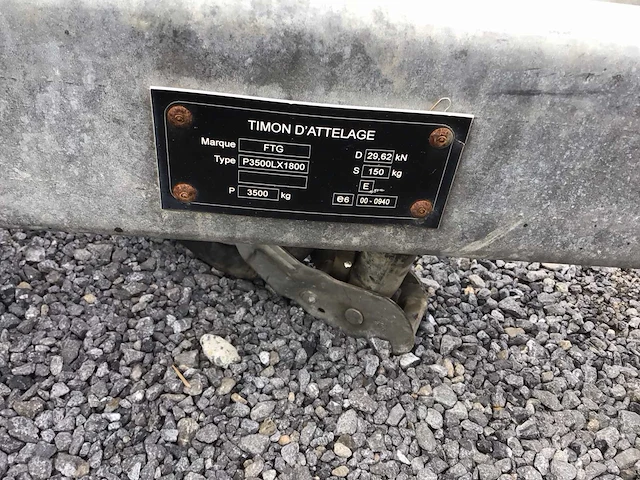 TIMON D'ATTELAGE
Marque FTG
Type P3500LX1800
P 3500 kg
D 29,62 kN
S 150 kg
E
e6 00 - 0940